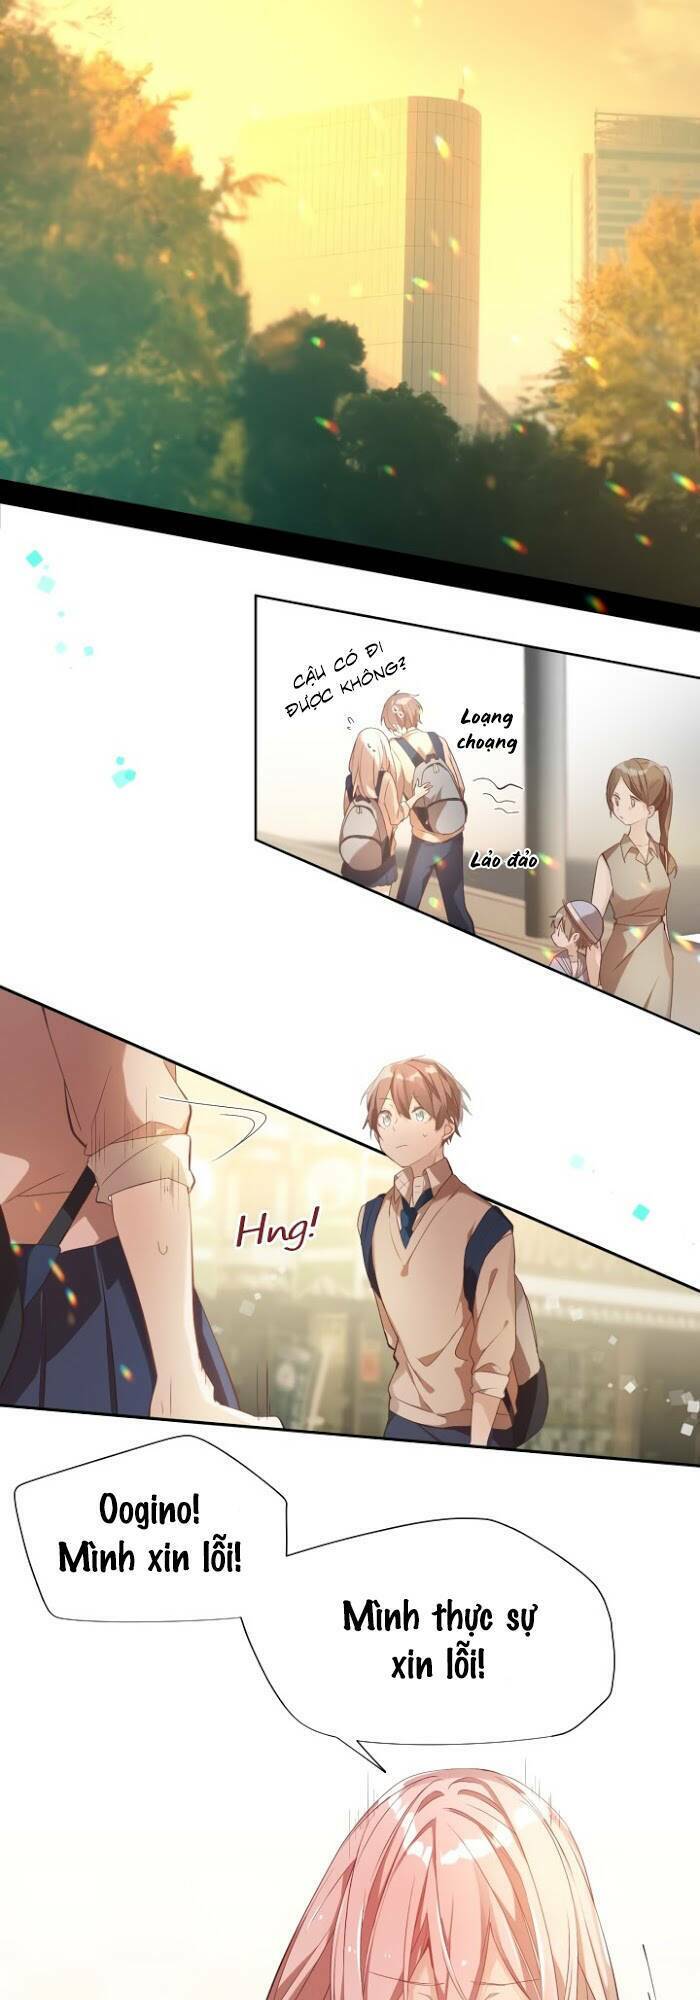 CẬU CÓ ĐI
ĐƯỢC KHÔNG?
Loạng
choạng
Lảo đảo
Hng!
Oogino!
Mình xin lỗi!
Mình thực sự
xin lỗi!